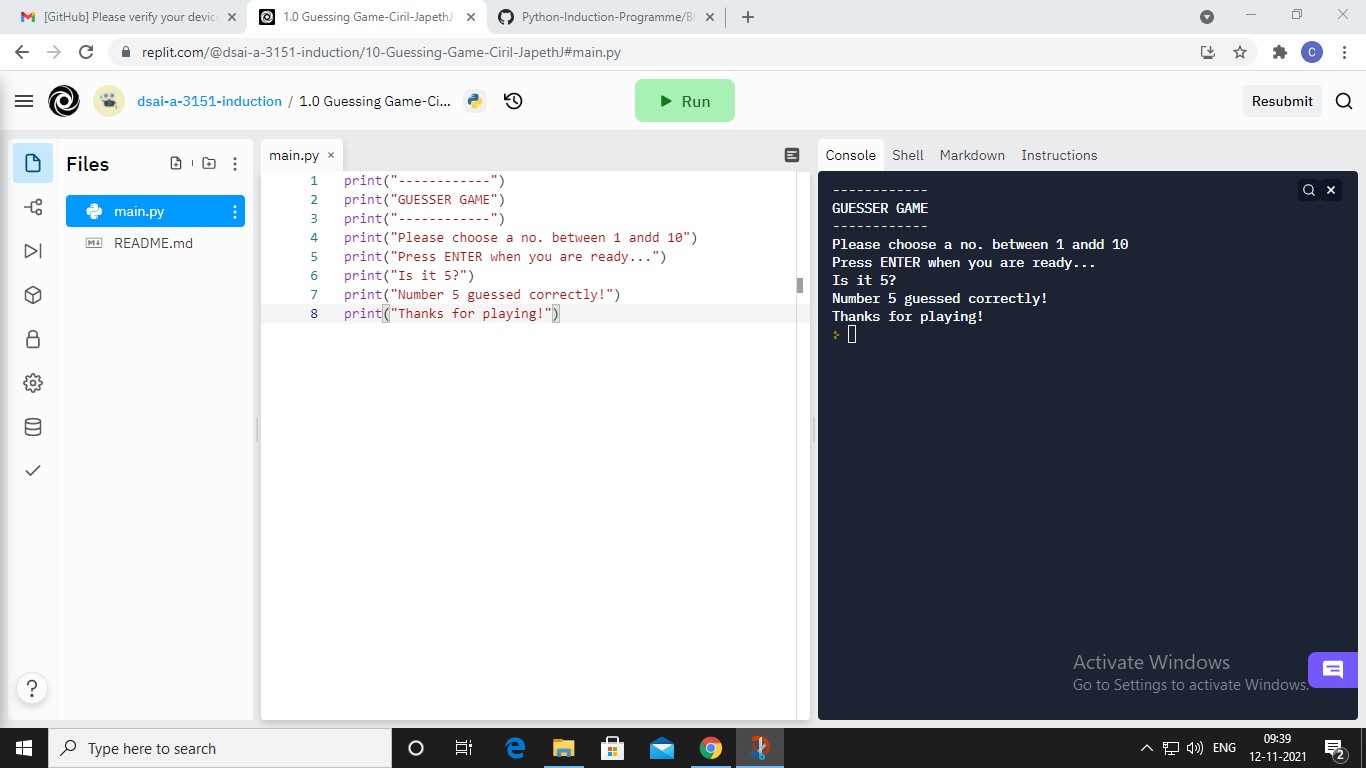 [GitHub] Please verify your device
1.0 Guessing Game-Ciril-JapethJ
Python-Induction-Programme/Bl
replit.com/@dsai-a-3151-induction/10-Guessing-Game-Ciril-JapethJ#main.py
C
dsai-a-3151-induction / 1.0 Guessing Game-Ci...
Run
Resubmit
Files
main.py
README.md
main.py
1 print("------------")
2 print("GUESSER GAME")
3 print("------------")
4 print("Please choose a no. between 1 andd 10")
5 print("Press ENTER when you are ready...")
6 print("Is it 5?")
7 print("Number 5 guessed correctly!")
8 print("Thanks for playing!")
Console Shell Markdown Instructions
------------
GUESSER GAME
------------
Please choose a no. between 1 andd 10
Press ENTER when you are ready...
Is it 5?
Number 5 guessed correctly!
Thanks for playing!
Activate Windows
Go to Settings to activate Windows.
?
Type here to search
ENG
09:39
12-11-2021
2